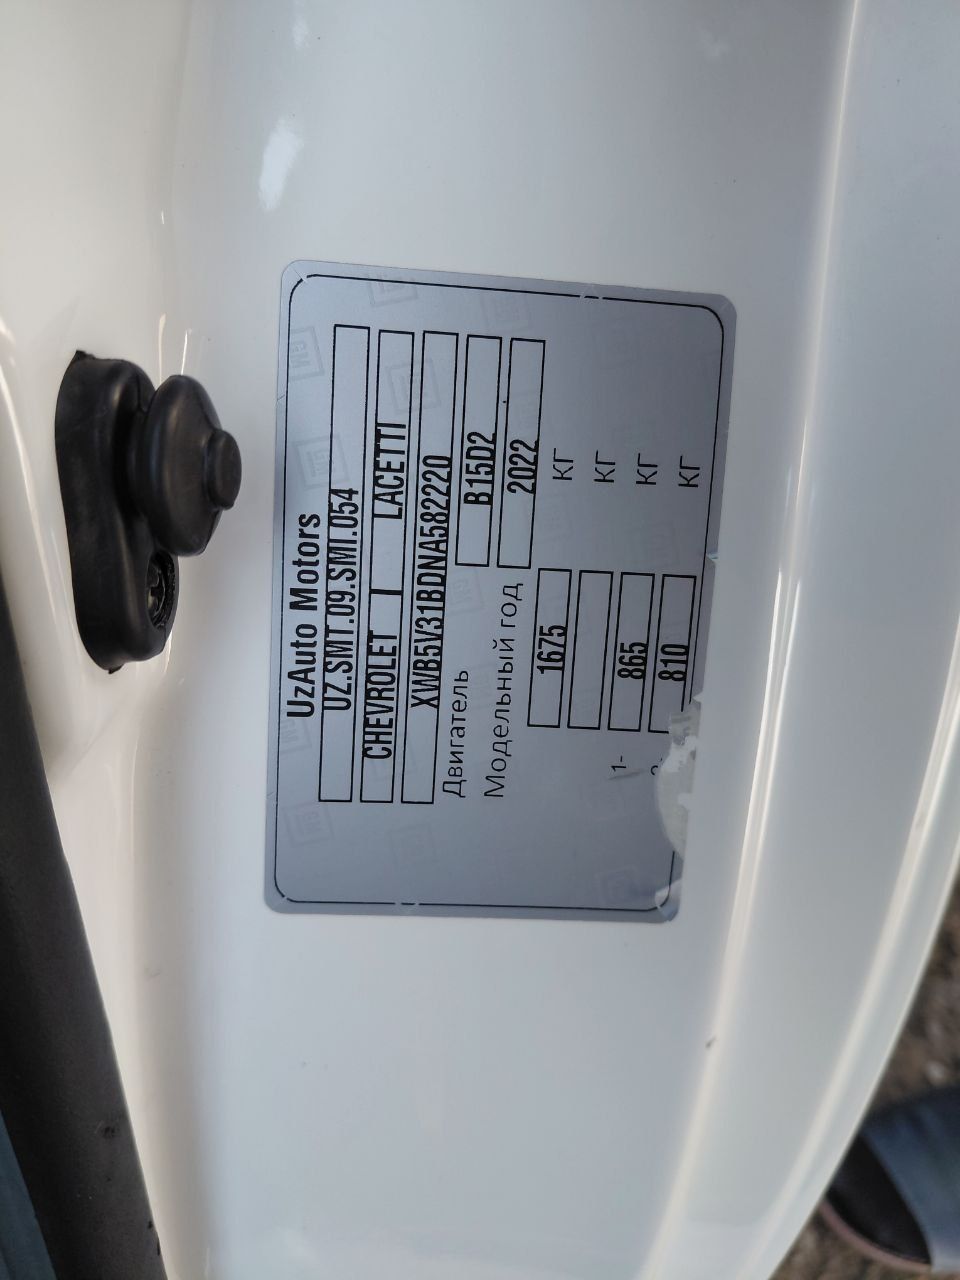 UzAuto Motors
UZ.SMT.09.SMI.054
CHEVROLET | LACETTI
XWB5V31BDNA582220
Двигатель B15D2
Модельный год 2022
1675 КГ
КГ
1- 865 КГ
810 КГ